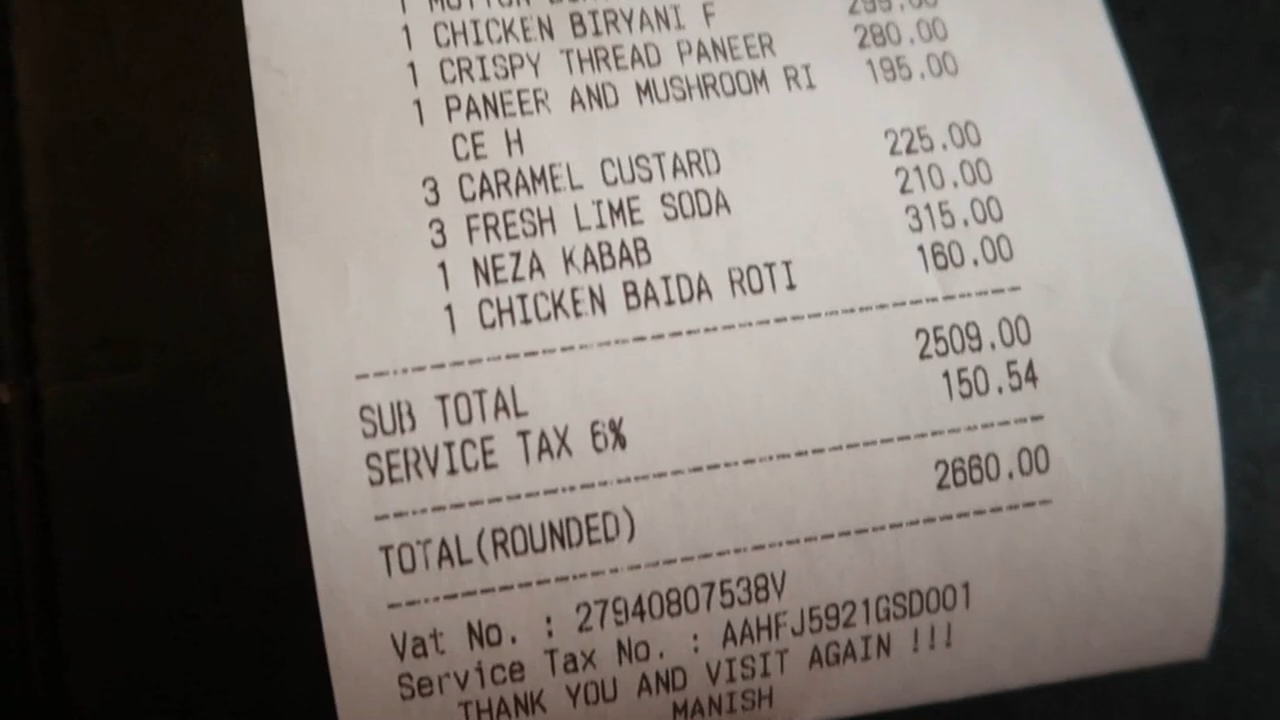 1 MUTTON
1 CHICKEN BIRYANI F
1 CRISPY THREAD PANEER 280.00
1 PANEER AND MUSHROOM RI 195.00
CE H
3 CARAMEL CUSTARD 225.00
3 FRESH LIME SODA 210.00
1 NEZA KABAB 315.00
1 CHICKEN BAIDA ROTI 160.00
SUB TOTAL 2509.00
SERVICE TAX 6% 150.54
TOTAL(ROUNDED) 2660.00
Vat No. : 27940807538V
Service Tax No. : AAHFJ5921GSD001
THANK YOU AND VISIT AGAIN !!!
MANISH